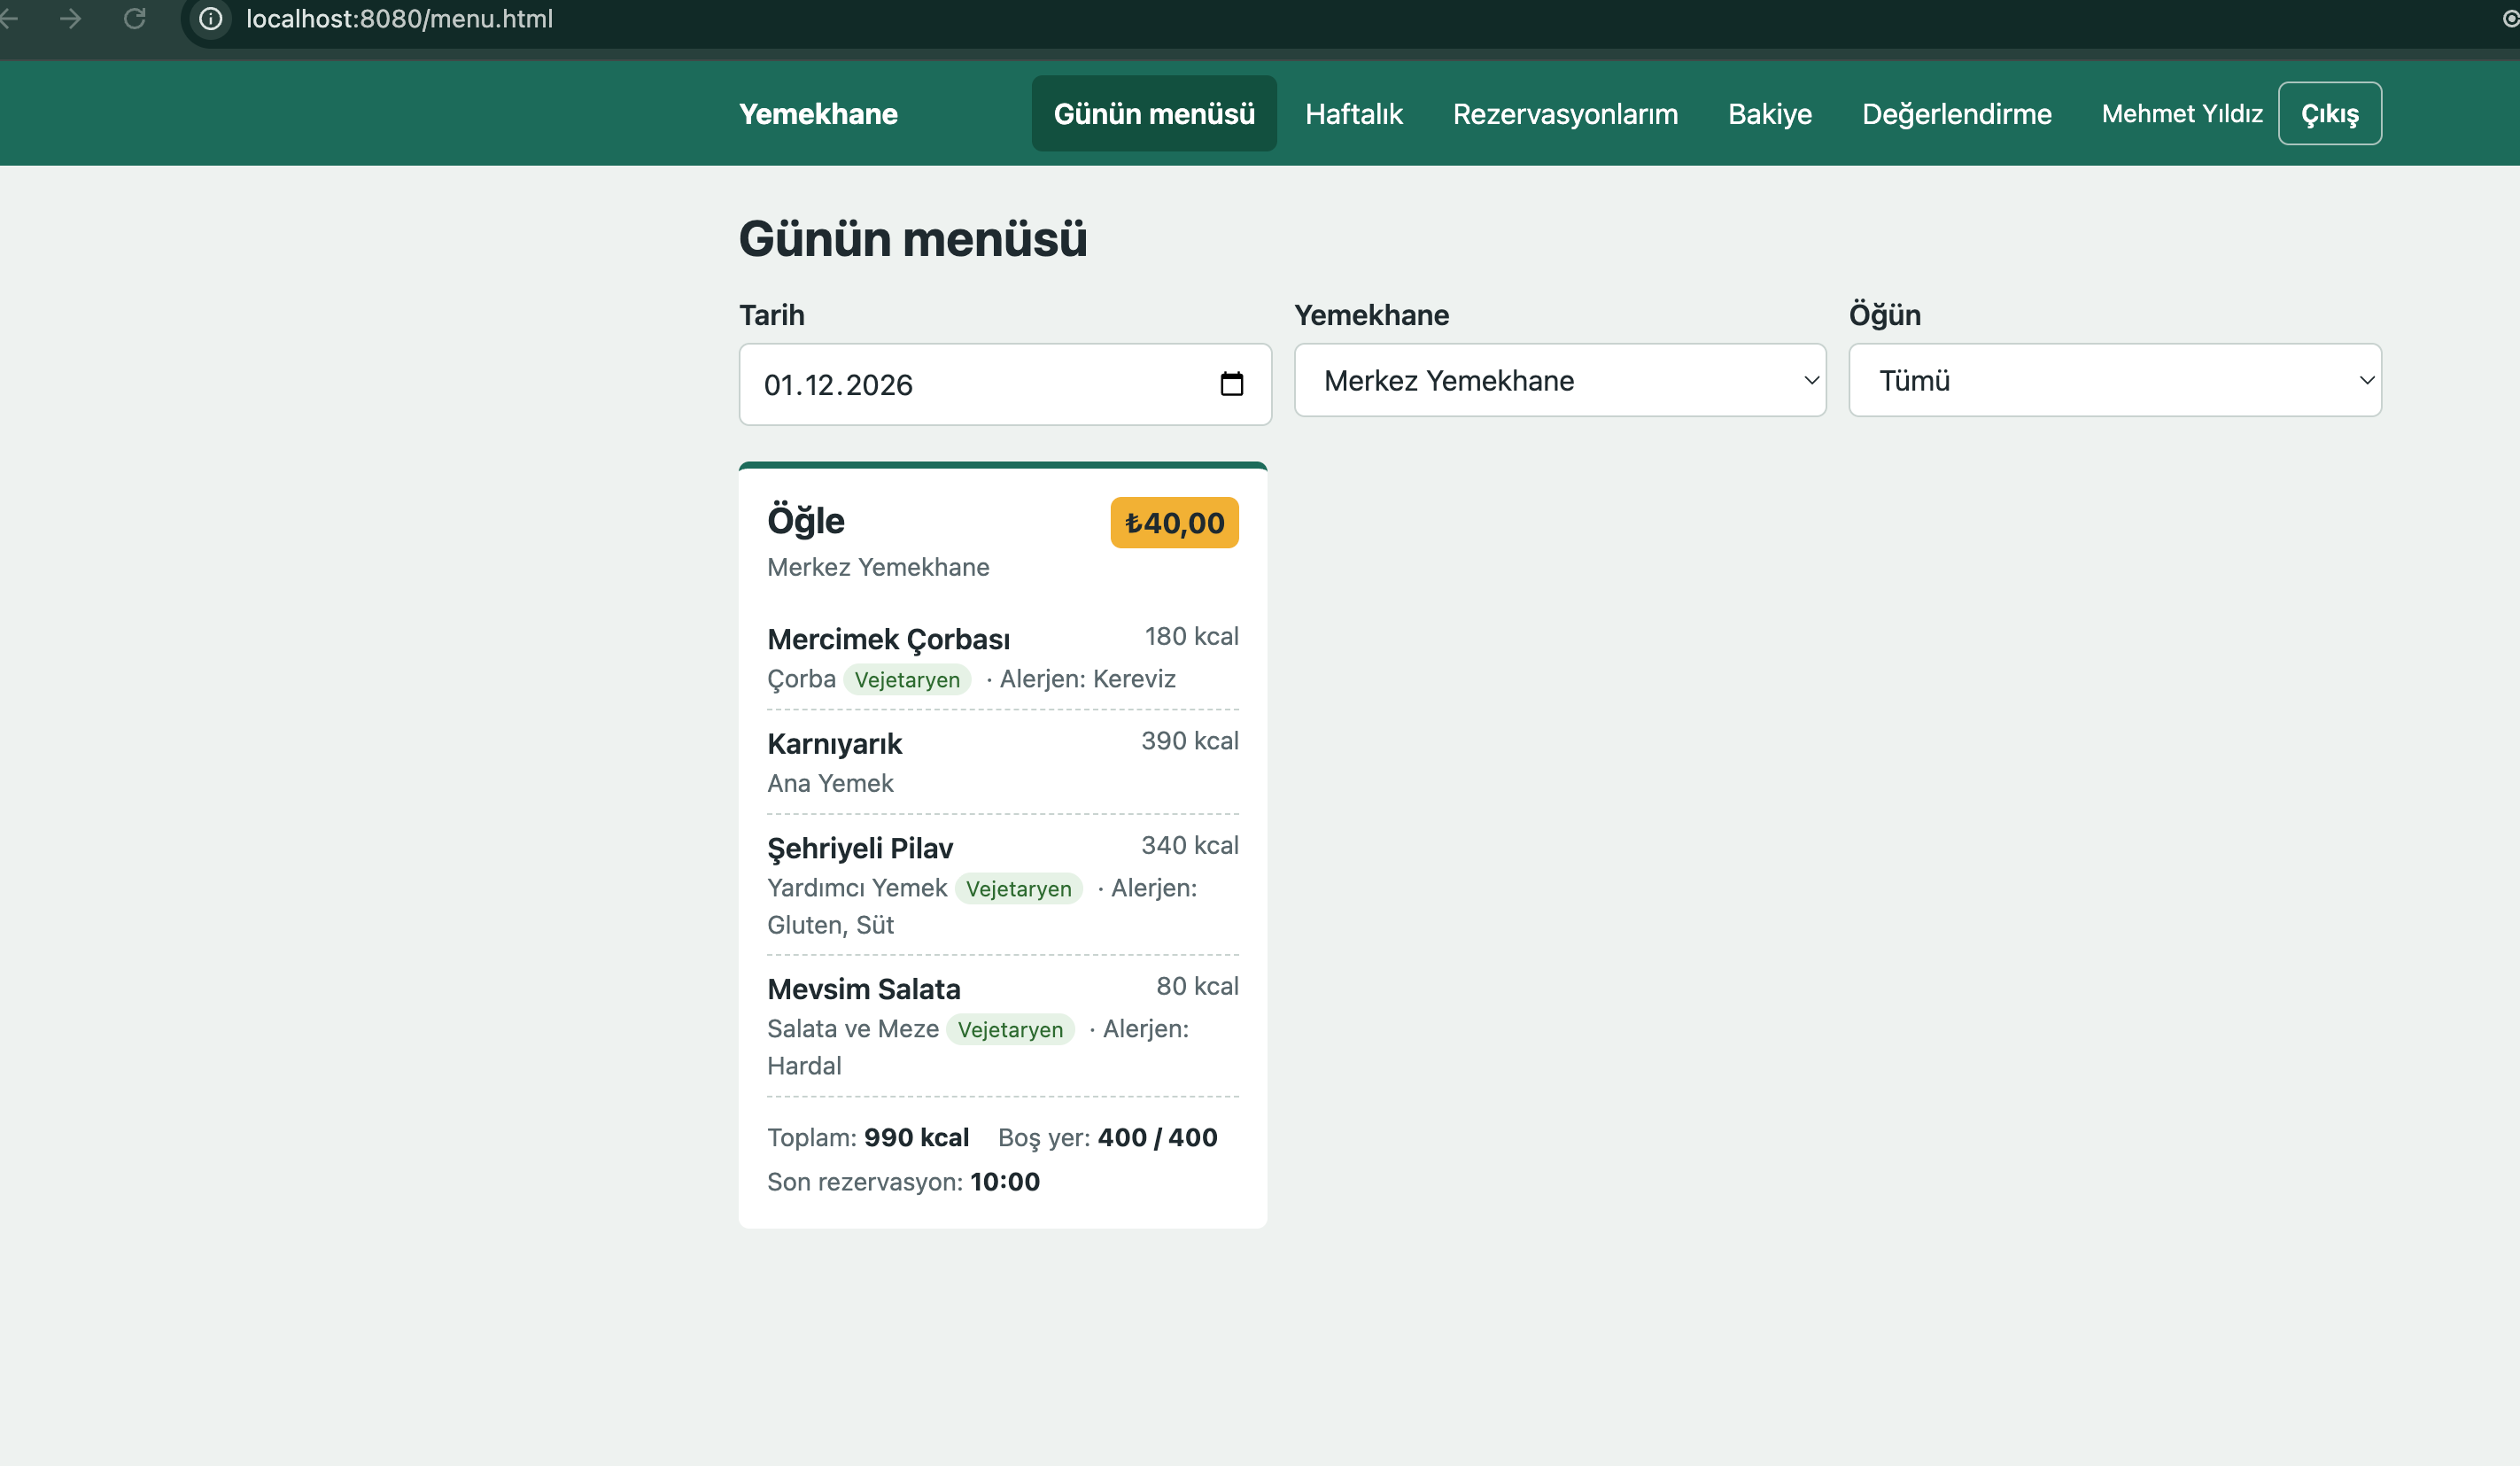 localhost:8080/menu.html
Yemekhane Günün menüsü Haftalık Rezervasyonlarım Bakiye Değerlendirme Mehmet Yıldız Çıkış
Günün menüsü
Tarih Yemekhane Öğün
01.12.2026 Merkez Yemekhane Tümü
Öğle ₺40,00
Merkez Yemekhane
Mercimek Çorbası 180 kcal
Çorba Vejetaryen · Alerjen: Kereviz
Karnıyarık 390 kcal
Ana Yemek
Şehriyeli Pilav 340 kcal
Yardımcı Yemek Vejetaryen · Alerjen:
Gluten, Süt
Mevsim Salata 80 kcal
Salata ve Meze Vejetaryen · Alerjen:
Hardal
Toplam: 990 kcal Boş yer: 400 / 400
Son rezervasyon: 10:00